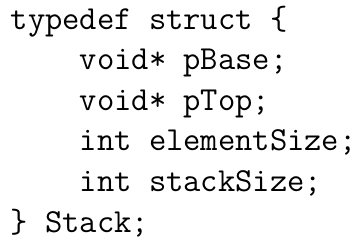 typedef struct {
    void* pBase;
    void* pTop;
    int elementSize;
    int stackSize;
} Stack;